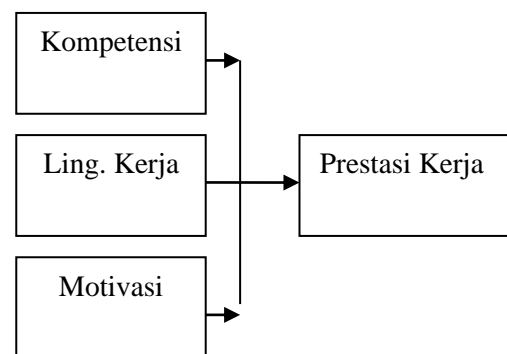 Kompetensi
Ling. Kerja
Prestasi Kerja
Motivasi